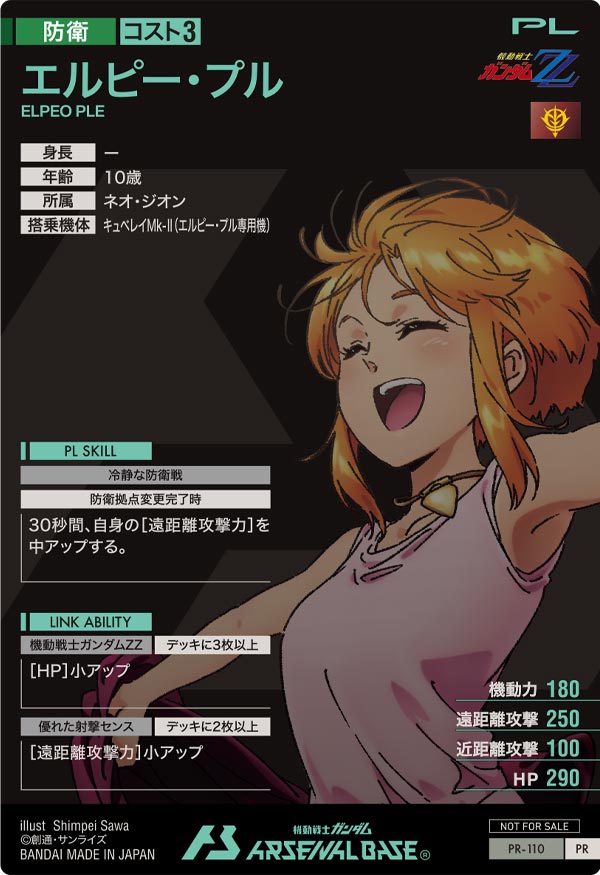 防衛 コスト3
PL
エルピー・プル
ELPEO PLE
機動戦士
ガンダムZZ
身長 ー
年齢 10歳
所属 ネオ・ジオン
搭乗機体 キュベレイMk-Ⅱ(エルピー・プル専用機)
PL SKILL
冷静な防衛戦
防衛拠点変更完了時
30秒間、自身の[遠距離攻撃力]を
中アップする。
LINK ABILITY
機動戦士ガンダムZZ デッキに3枚以上
[HP]小アップ
優れた射撃センス デッキに2枚以上
[遠距離攻撃力]小アップ
機動力 180
遠距離攻撃 250
近距離攻撃 100
HP 290
illust Shimpei Sawa
©創通・サンライズ
BANDAI MADE IN JAPAN
機動戦士ガンダム
AB ARSENAL BASE®
NOT FOR SALE
PR-110 PR